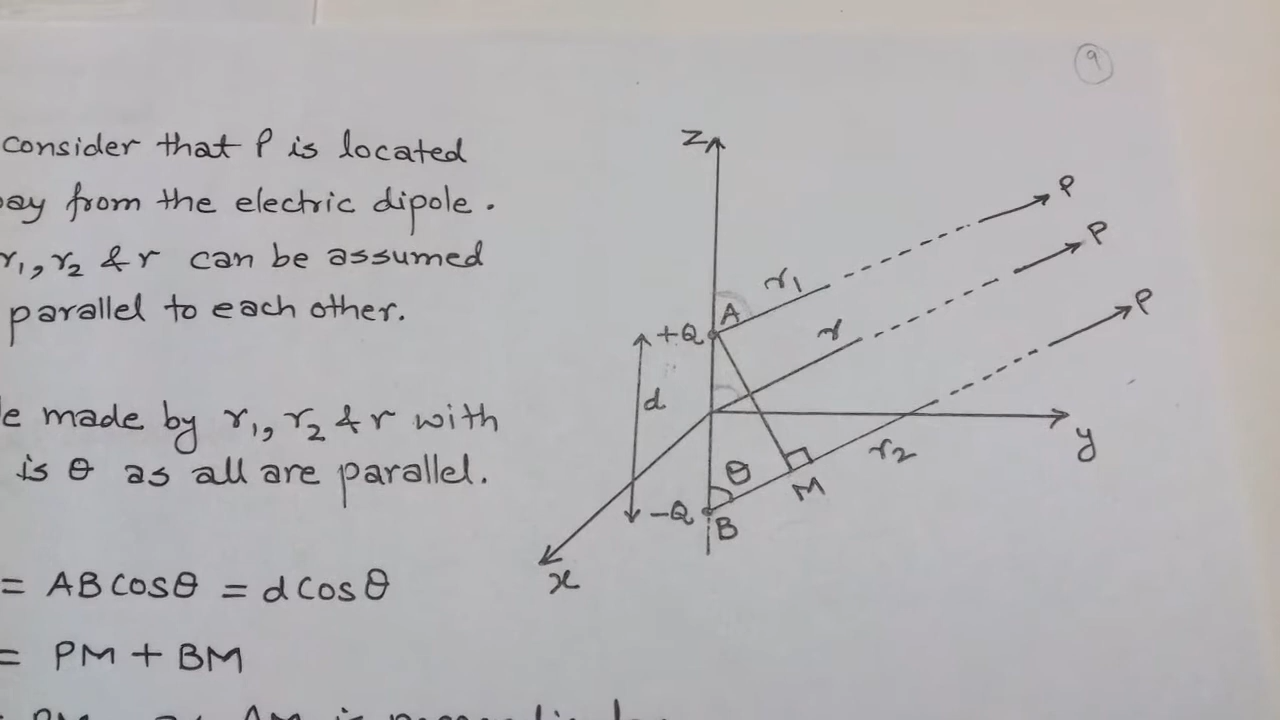 9
consider that P is located
from the electric dipole.
r1, r2 & r can be assumed
parallel to each other.
made by r1, r2 & r with
is θ as all are parallel.
= AB cosθ = d cosθ
= PM + BM
z
P
P
P
r1
A
+Q
r
d
y
r2
θ
M
-Q
B
x